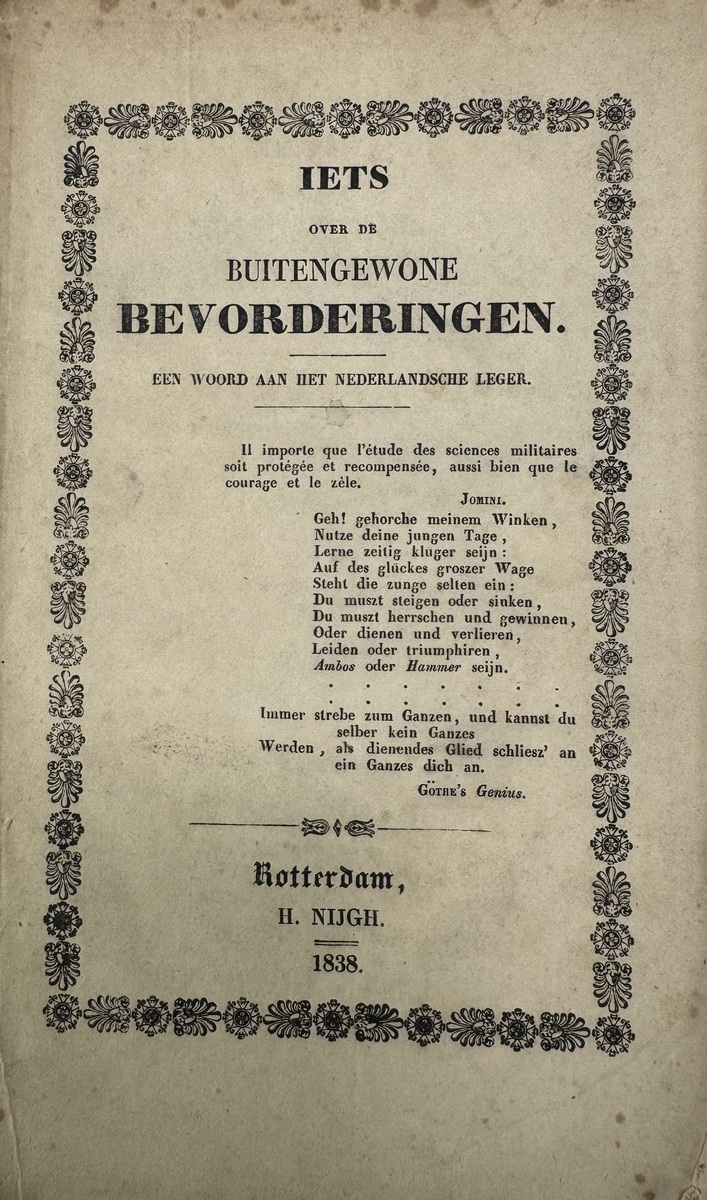 IETS
OVER DE
BUITENGEWONE
BEVORDERINGEN.
EEN WOORD AAN HET NEDERLANDSCHE LEGER.
Il importe que l'étude des sciences militaires
soit protégée et recompensée, aussi bien que le
courage et le zèle.
JOMINI.
Geh! gehorche meinem Winken,
Nutze deine jungen Tage,
Lerne zeitig kluger seijn:
Auf des glückes groszer Wage
Steht die zunge selten ein:
Du muszt steigen oder sinken,
Du muszt herrschen und gewinnen,
Oder dienen und verlieren,
Leiden oder triumphiren,
Ambos oder Hammer seijn.
. . . . . .
. . . . . .
Immer strebe zum Ganzen, und kannst du
selber kein Ganzes
Werden, als dienendes Glied schliesz' an
ein Ganzes dich an.
GÖTHE'S Genius.
Rotterdam,
H. NIJGH.
1838.